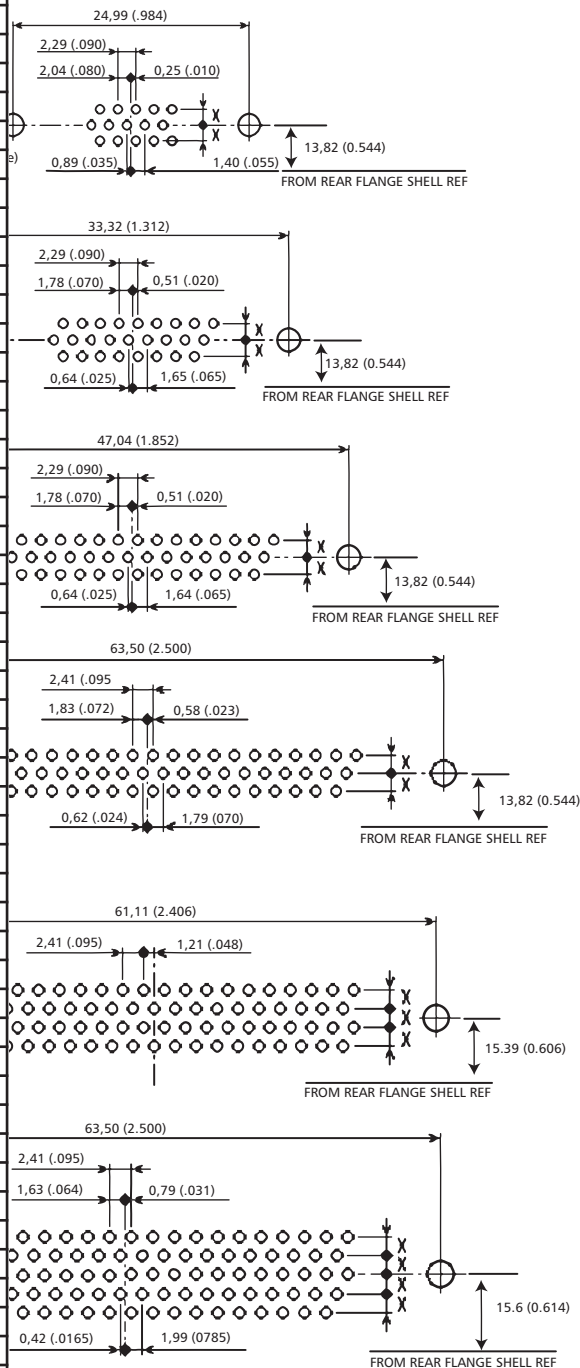 24,99 (.984)
2,29 (.090)
2,04 (.080) 0,25 (.010)
X
X
13,82 (0.544)
e)
0,89 (.035) 1,40 (.055)
FROM REAR FLANGE SHELL REF
33,32 (1.312)
2,29 (.090)
1,78 (.070) 0,51 (.020)
X
X
13,82 (0.544)
0,64 (.025) 1,65 (.065)
FROM REAR FLANGE SHELL REF
47,04 (1.852)
2,29 (.090)
1,78 (.070) 0,51 (.020)
X
X
13,82 (0.544)
0,64 (.025) 1,64 (.065)
FROM REAR FLANGE SHELL REF
63,50 (2.500)
2,41 (.095
1,83 (.072) 0,58 (.023)
X
X
13,82 (0.544)
0,62 (.024) 1,79 (070)
FROM REAR FLANGE SHELL REF
61,11 (2.406)
2,41 (.095) 1,21 (.048)
X
X
X
15.39 (0.606)
FROM REAR FLANGE SHELL REF
63,50 (2.500)
2,41 (.095)
1,63 (.064) 0,79 (.031)
X
X
X
X
15.6 (0.614)
0,42 (.0165) 1,99 (0785)
FROM REAR FLANGE SHELL REF